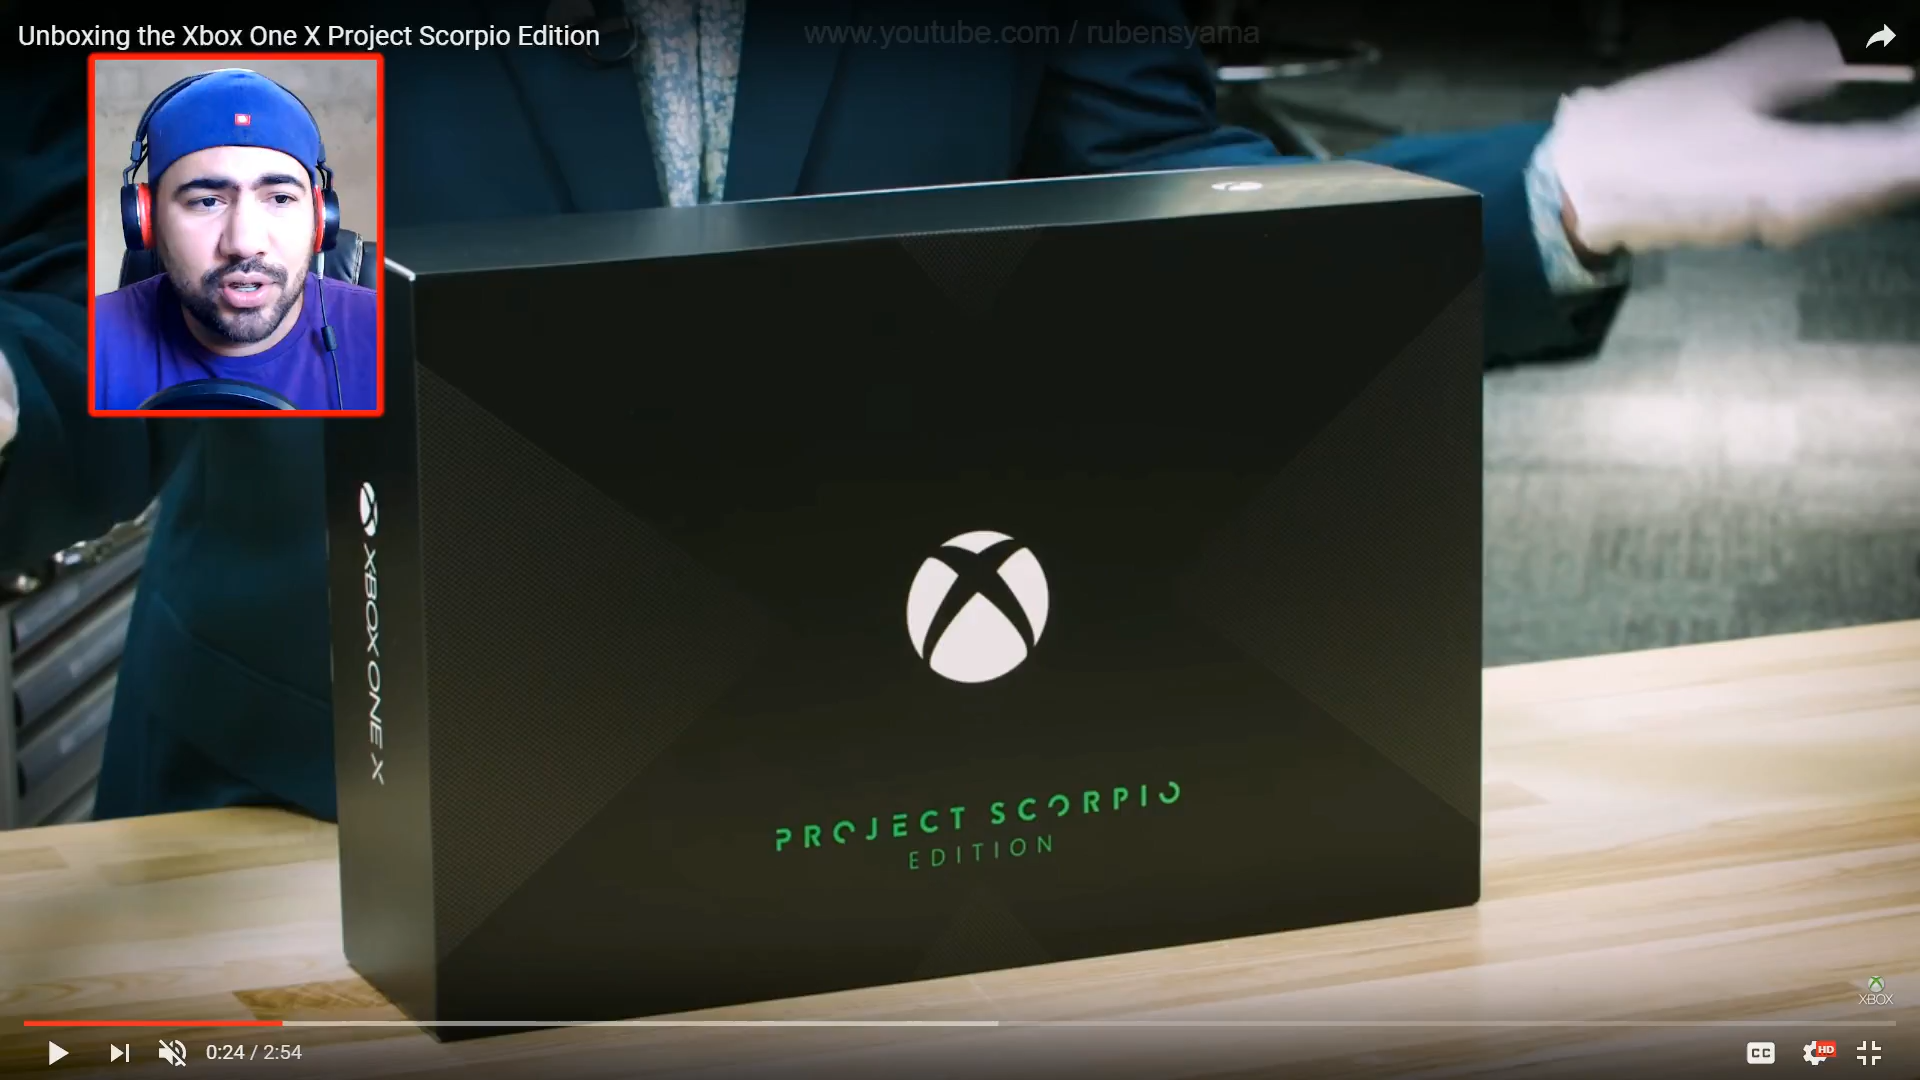 Unboxing the Xbox One X Project Scorpio Edition
www.youtube.com / rubensyama
XBOX ONE X
PROJECT SCORPIO
EDITION
XBOX
0:24 / 2:54
CC
HD